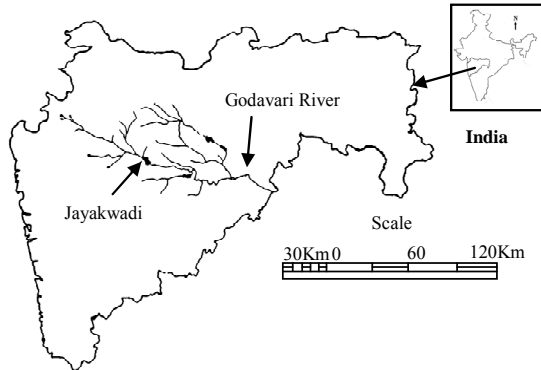 N
Godavari River
India
Jayakwadi
Scale
30Km 0 60 120Km